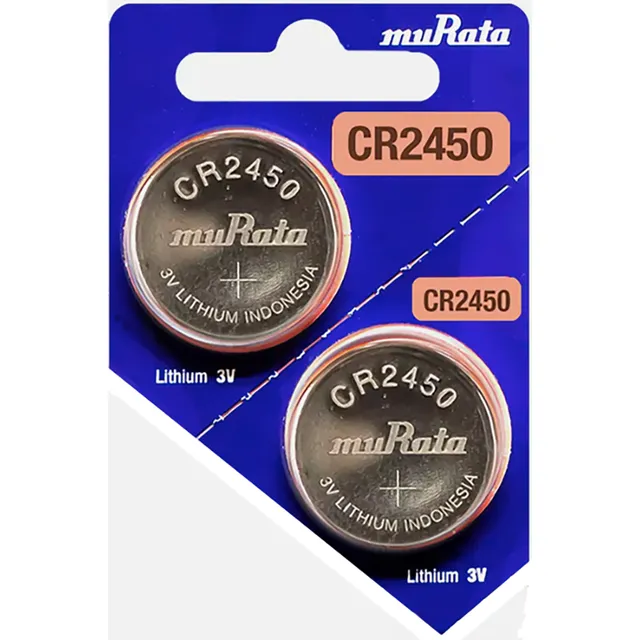 muRata
CR2450
CR2450
muRata
+
3V LITHIUM INDONESIA
CR2450
Lithium 3V
CR2450
muRata
+
3V LITHIUM INDONESIA
Lithium 3V